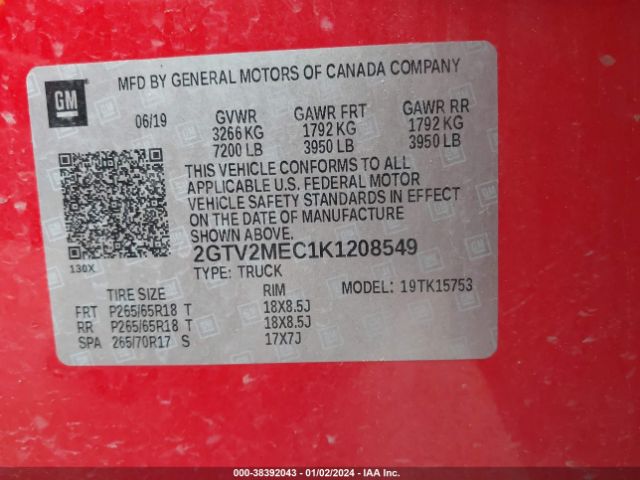 GM
MFD BY GENERAL MOTORS OF CANADA COMPANY
06/19 GVWR GAWR FRT GAWR RR
3266 KG 1792 KG 1792 KG
7200 LB 3950 LB 3950 LB
THIS VEHICLE CONFORMS TO ALL
APPLICABLE U.S. FEDERAL MOTOR
VEHICLE SAFETY STANDARDS IN EFFECT
ON THE DATE OF MANUFACTURE
SHOWN ABOVE.
2GTV2MEC1K1208549
130X
TYPE: TRUCK
MODEL: 19TK15753
TIRE SIZE RIM
FRT P265/65R18 T 18X8.5J
RR P265/65R18 T 18X8.5J
SPA 265/70R17 S 17X7J
000-38392043 - 01/02/2024 - IAA Inc.